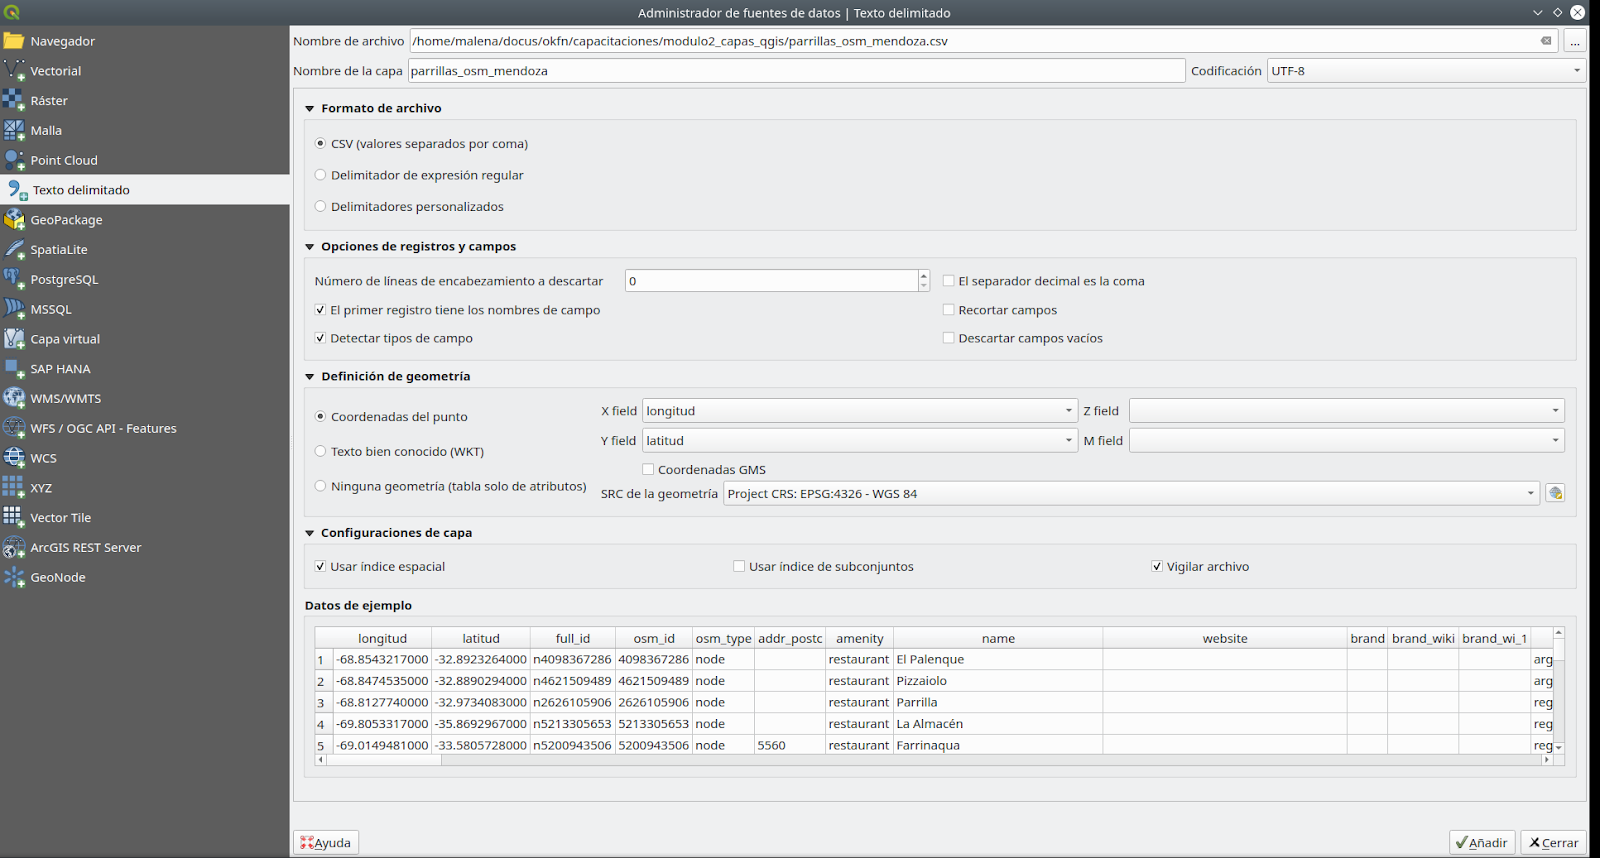 Administrador de fuentes de datos | Texto delimitado
Navegador
Vectorial
Ráster
Malla
Point Cloud
Texto delimitado
GeoPackage
SpatiaLite
PostgreSQL
MSSQL
Capa virtual
SAP HANA
WMS/WMTS
WFS / OGC API - Features
WCS
XYZ
Vector Tile
ArcGIS REST Server
GeoNode
Nombre de archivo /home/malena/docus/okfn/capacitaciones/modulo2_capas_qgis/parrillas_osm_mendoza.csv ...
Nombre de la capa parrillas_osm_mendoza Codificación UTF-8
Formato de archivo
CSV (valores separados por coma)
Delimitador de expresión regular
Delimitadores personalizados
Opciones de registros y campos
Número de líneas de encabezamiento a descartar 0 El separador decimal es la coma
El primer registro tiene los nombres de campo Recortar campos
Detectar tipos de campo Descartar campos vacíos
Definición de geometría
Coordenadas del punto
Texto bien conocido (WKT)
Ninguna geometría (tabla solo de atributos)
X field longitud Z field
Y field latitud M field
Coordenadas GMS
SRC de la geometría Project CRS: EPSG:4326 - WGS 84
Configuraciones de capa
Usar índice espacial Usar índice de subconjuntos Vigilar archivo
Datos de ejemplo
longitud latitud full_id osm_id osm_type addr_postc amenity name website brand brand_wiki brand_wi_1
1 -68.8543217000 -32.8923264000 n4098367286 4098367286 node restaurant El Palenque arg
2 -68.8474535000 -32.8890294000 n4621509489 4621509489 node restaurant Pizzaiolo arg
3 -68.8127740000 -32.9734083000 n2626105906 2626105906 node restaurant Parrilla reg
4 -69.8053317000 -35.8692967000 n5213305653 5213305653 node restaurant La Almacén reg
5 -69.0149481000 -33.5805728000 n5200943506 5200943506 node 5560 restaurant Farrinaqua reg
Ayuda Añadir Cerrar